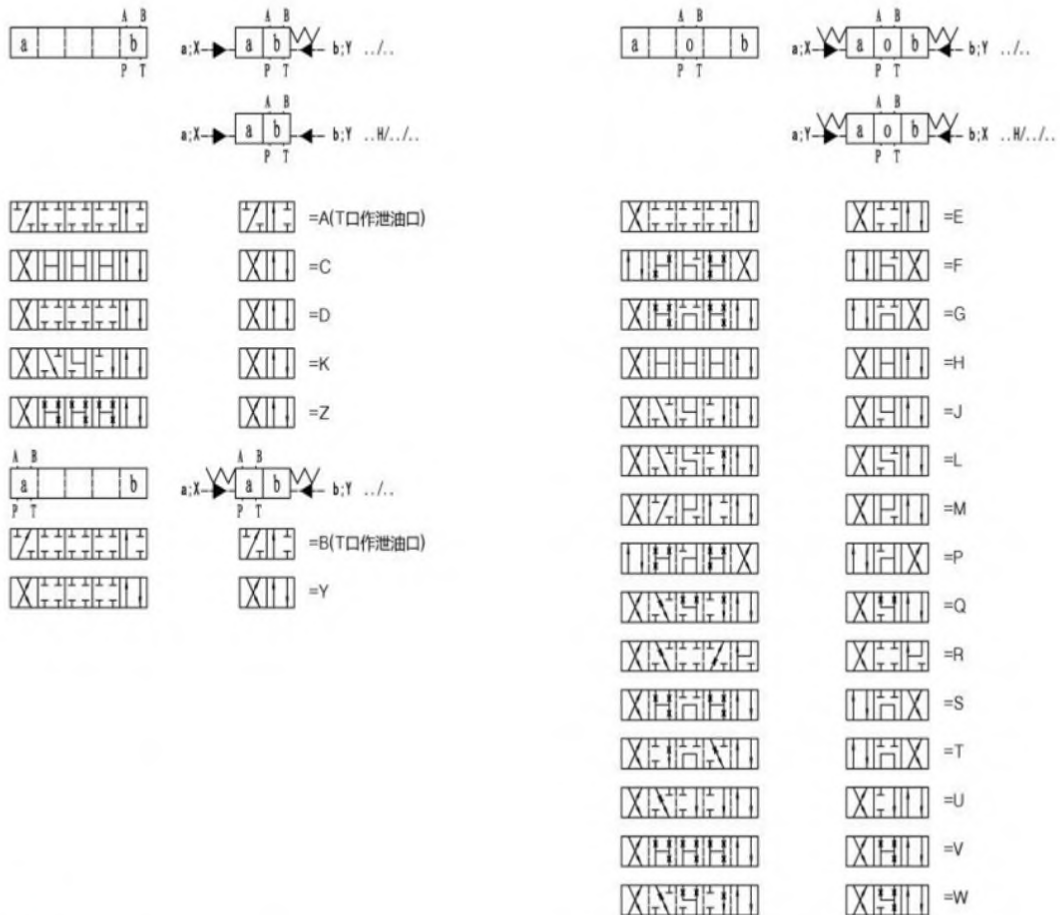 A B
a b
P T
A B
a;X a b b;Y ../..
P T
A B
a;X a b b;Y ..H/../..
P T
=A(T口作泄油口)
=C
=D
=K
=Z
A B
a b
P T
A B
a;X a b b;Y ../..
P T
=B(T口作泄油口)
=Y
A B
a o b
P T
A B
a;X a o b b;Y ../..
P T
A B
a;Y a o b b;X ..H/../..
P T
=E
=F
=G
=H
=J
=L
=M
=P
=Q
=R
=S
=T
=U
=V
=W